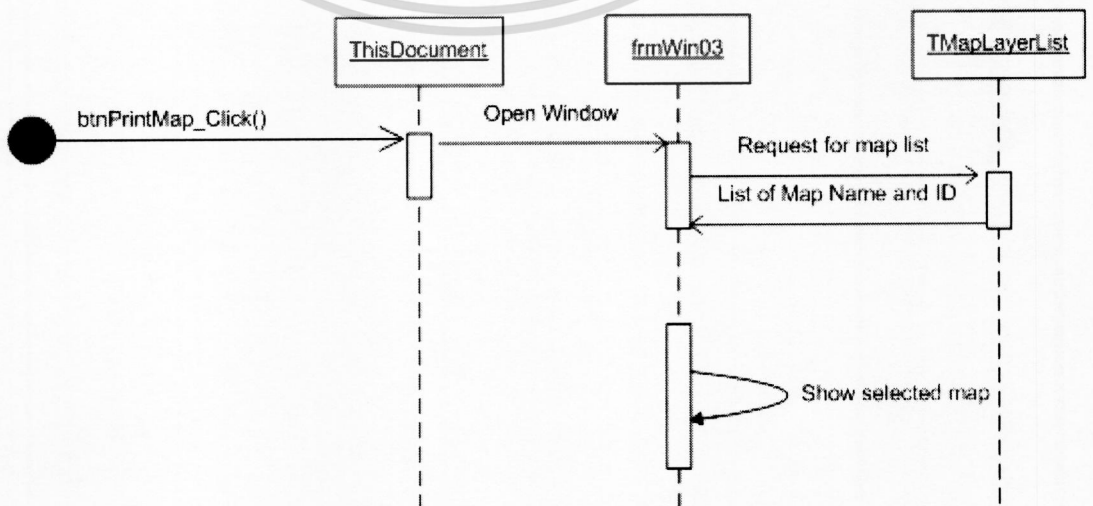 ThisDocument
frmWin03
TMapLayerList
btnPrintMap_Click()
Open Window
Request for map list
List of Map Name and ID
Show selected map